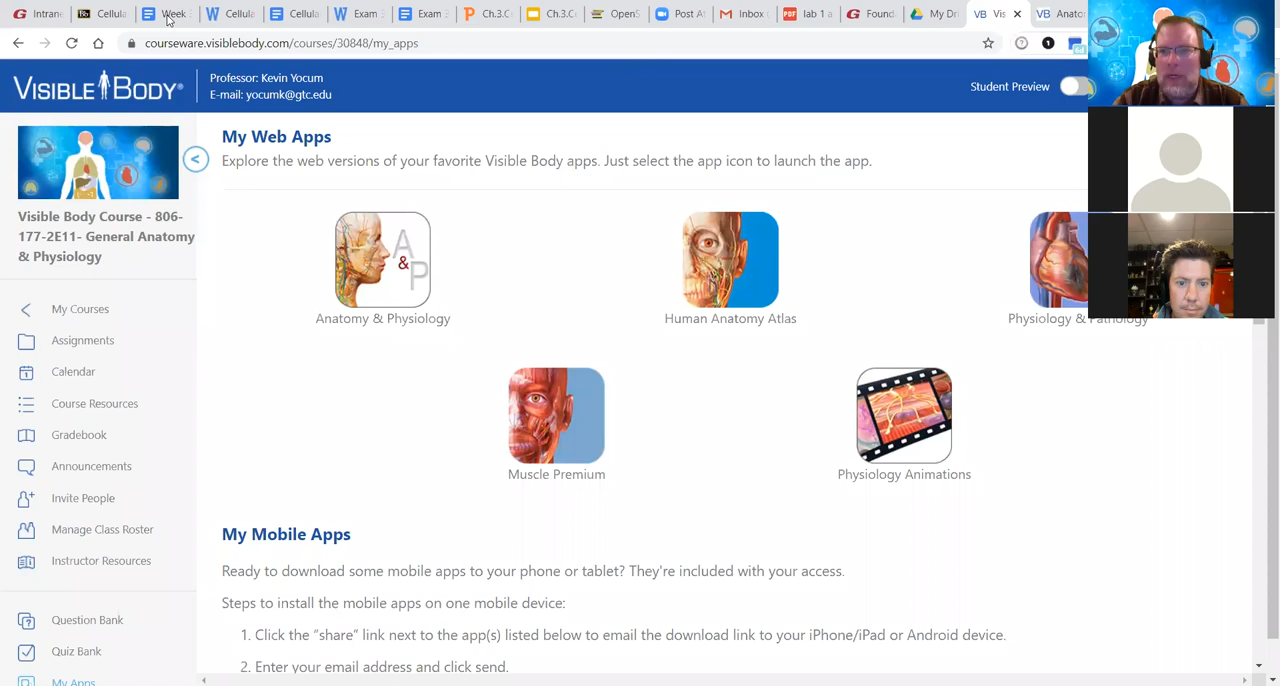 Intrane
Cellula
Week
Cellula
Cellula
Exam
Exam
Ch.3.C
Ch.3.C
OpenS
Post At
Inbox
lab 1 a
Found
My Dri
Vis
Anator
courseware.visiblebody.com/courses/30848/my_apps
VISIBLE BODY
Professor: Kevin Yocum
E-mail: yocumk@gtc.edu
Student Preview
Visible Body Course - 806-
177-2E11- General Anatomy
& Physiology
My Courses
Assignments
Calendar
Course Resources
Gradebook
Announcements
Invite People
Manage Class Roster
Instructor Resources
Question Bank
Quiz Bank
My Apps
My Web Apps
Explore the web versions of your favorite Visible Body apps. Just select the app icon to launch the app.
A & P
Anatomy & Physiology
Human Anatomy Atlas
Physiology & Pathology
Muscle Premium
Physiology Animations
My Mobile Apps
Ready to download some mobile apps to your phone or tablet? They're included with your access.
Steps to install the mobile apps on one mobile device:
1. Click the "share" link next to the app(s) listed below to email the download link to your iPhone/iPad or Android device.
2. Enter your email address and click send.